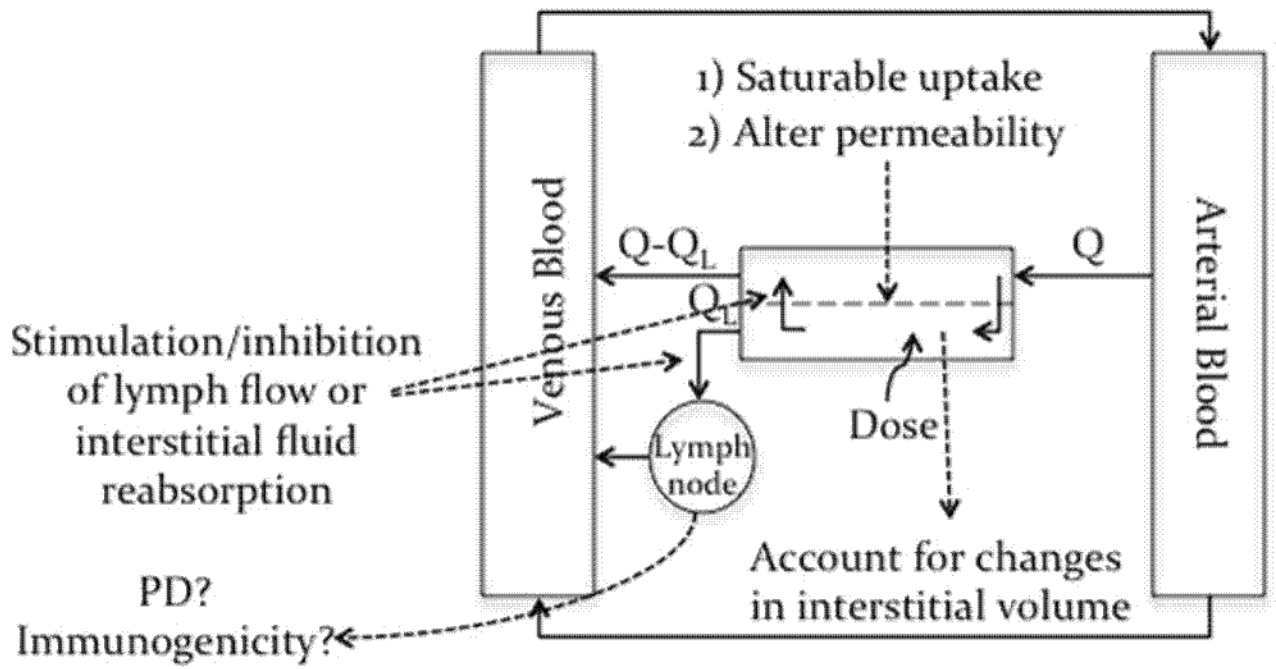 1) Saturable uptake
2) Alter permeability
Venous Blood
Arterial Blood
Q-QL
Q
QL
Stimulation/inhibition
of lymph flow or
interstitial fluid
reabsorption
Dose
Lymph
node
Account for changes
in interstitial volume
PD?
Immunogenicity?